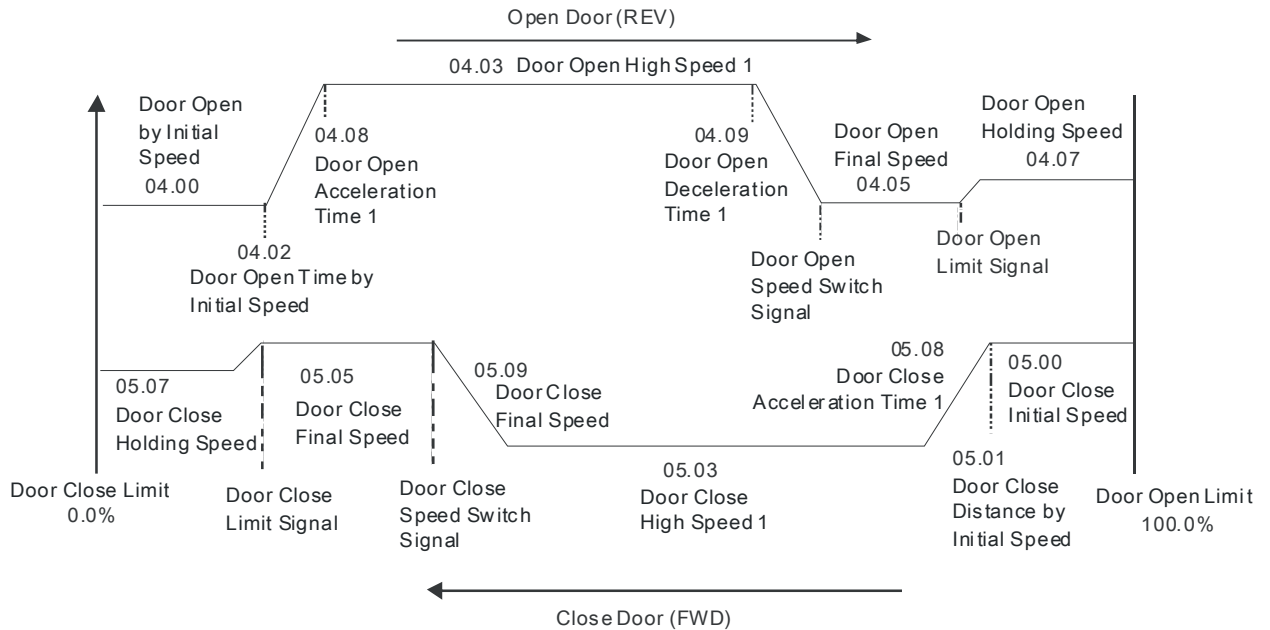 Open Door (REV)
04.03 Door Open High Speed 1
Door Open
by Initial
Speed
04.00
04.08
Door Open
Acceleration
Time 1
04.09
Door Open
Deceleration
Time 1
Door Open
Final Speed
04.05
Door Open
Holding Speed
04.07
04.02
Door Open Time by
Initial Speed
Door Open
Speed Switch
Signal
Door Open
Limit Signal
05.07
Door Close
Holding Speed
05.05
Door Close
Final Speed
05.09
Door Close
Final Speed
05.08
Door Close
Acceleration Time 1
05.00
Door Close
Initial Speed
Door Close Limit
0.0%
Door Close
Limit Signal
Door Close
Speed Switch
Signal
05.03
Door Close
High Speed 1
05.01
Door Close
Distance by
Initial Speed
Door Open Limit
100.0%
Close Door (FWD)